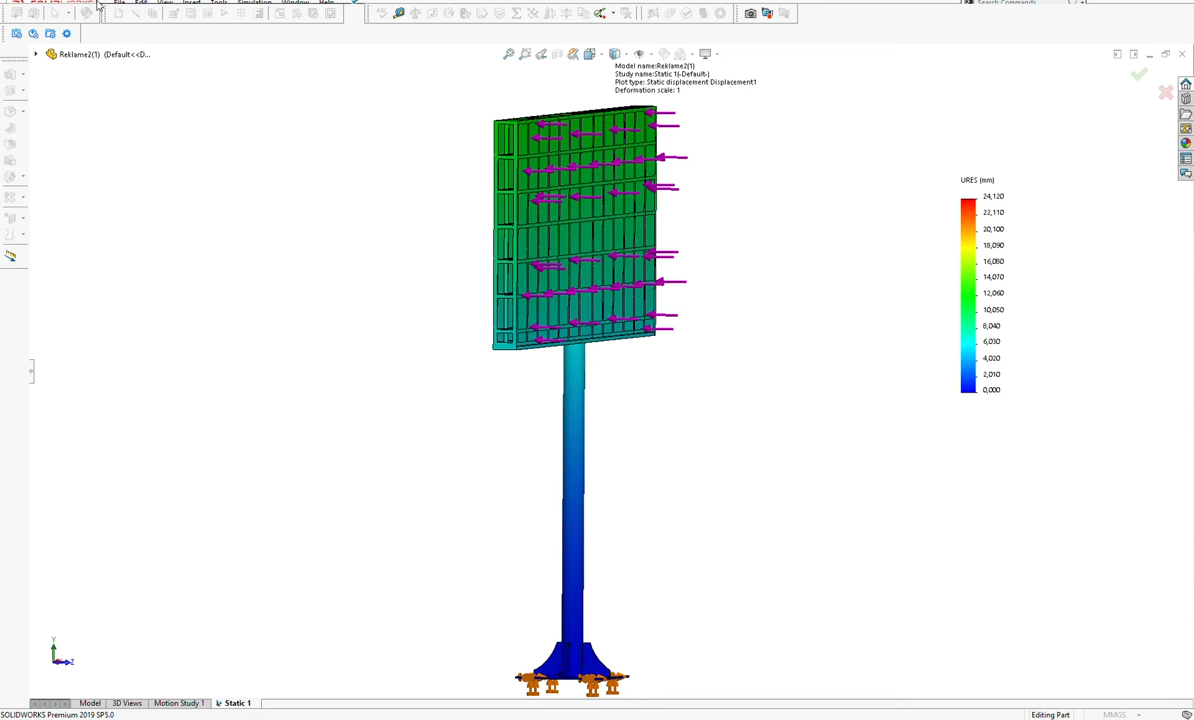 SOLIDWORKS File Edit View Insert Tools Simulation Window Help
Search Commands
Reklame2(1) (Default<<D...
Model name:Reklame2(1)
Study name:Static 1(-Default-)
Plot type: Static displacement Displacement1
Deformation scale: 1
URES (mm)
24,120
22,110
20,100
18,090
16,080
14,070
12,060
10,050
8,040
6,030
4,020
2,010
0,000
Y
Z
Model 3D Views Motion Study 1 Static 1
SOLIDWORKS Premium 2019 SP5.0 Editing Part MMGS